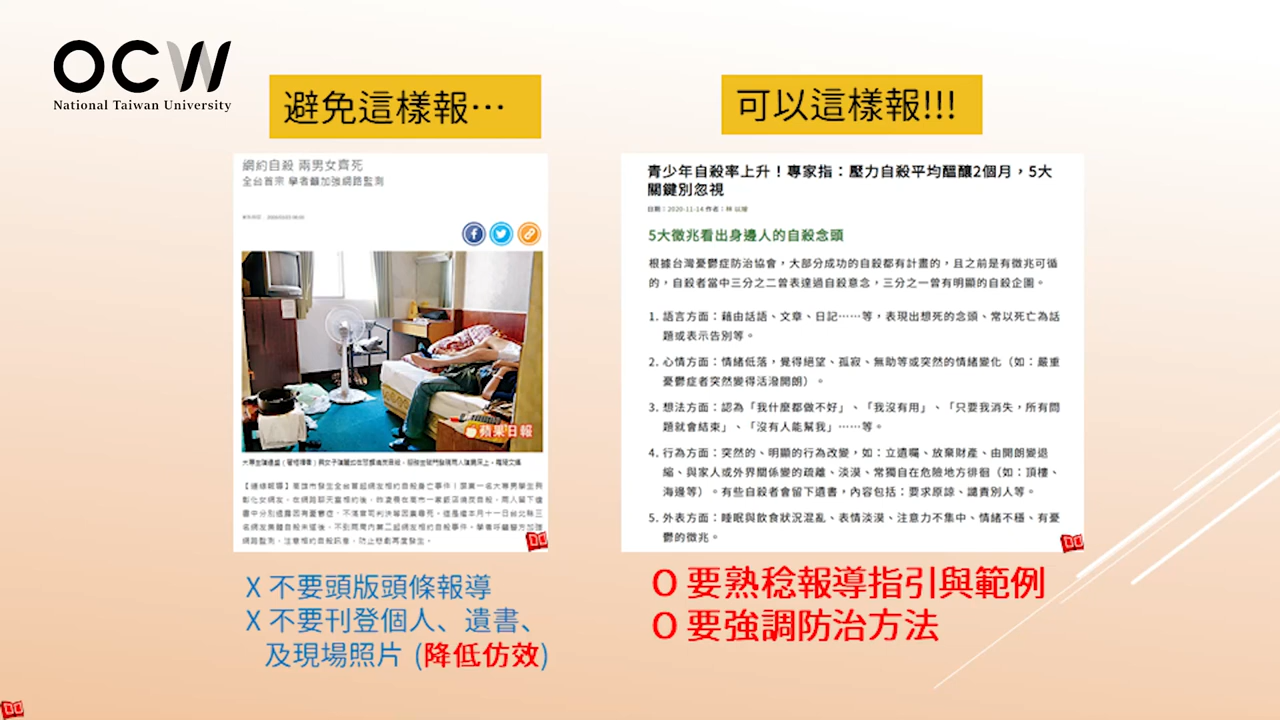 OCW
National Taiwan University
避免這樣報…
網約自殺 兩男女齊死
全台首宗 學者籲加強網路監測
蘋果日報
X 不要頭版頭條報導
X 不要刊登個人、遺書、
及現場照片 (降低仿效)
可以這樣報!!!
青少年自殺率上升！專家指：壓力自殺平均醞釀2個月，5大
關鍵別忽視
日期：2020-11-14 作者：林
5大徵兆看出身邊人的自殺念頭
根據台灣憂鬱症防治協會，大部分成功的自殺都有計畫的，且之前是有徵兆可循
的，自殺者當中三分之二曾表達過自殺意念，三分之一曾有明顯的自殺企圖。
1. 語言方面：藉由話語、文章、日記……等，表現出想死的念頭、常以死亡為話
題或表示告別等。
2. 心情方面：情緒低落，覺得絕望、孤寂、無助等或突然的情緒變化（如：嚴重
憂鬱症者突然變得活潑開朗）。
3. 想法方面：認為「我什麼都做不好」、「我沒有用」、「只要我消失，所有問
題就會結束」、「沒有人能幫我」……等。
4. 行為方面：突然的、明顯的行為改變，如：立遺囑、放棄財產、由開朗變退
縮、與家人或外界關係變的疏離、淡漠、常獨自在危險地方徘徊（如：頂樓、
海邊等）。有些自殺者會留下遺書，內容包括：要求原諒、譴責別人等。
5. 外表方面：睡眠與飲食狀況混亂、表情淡漠、注意力不集中、情緒不穩、有憂
鬱的徵兆。
O 要熟稔報導指引與範例
O 要強調防治方法